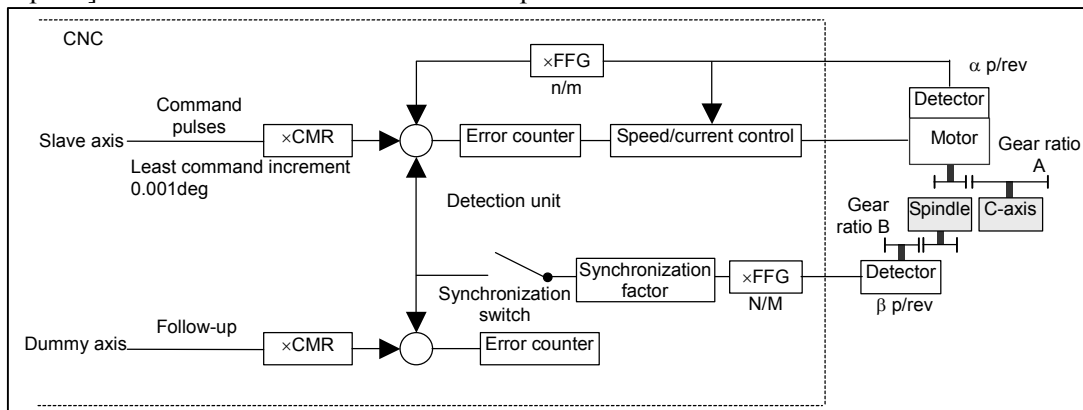 CNC
×FFG
n/m
α p/rev
Detector
Command
pulses
Slave axis
×CMR
Error counter
Speed/current control
Motor
Gear ratio
A
Least command increment
0.001deg
Detection unit
Gear
ratio B
Spindle
C-axis
Synchronization
factor
×FFG
N/M
Detector
β p/rev
Synchronization
switch
Follow-up
Dummy axis
×CMR
Error counter